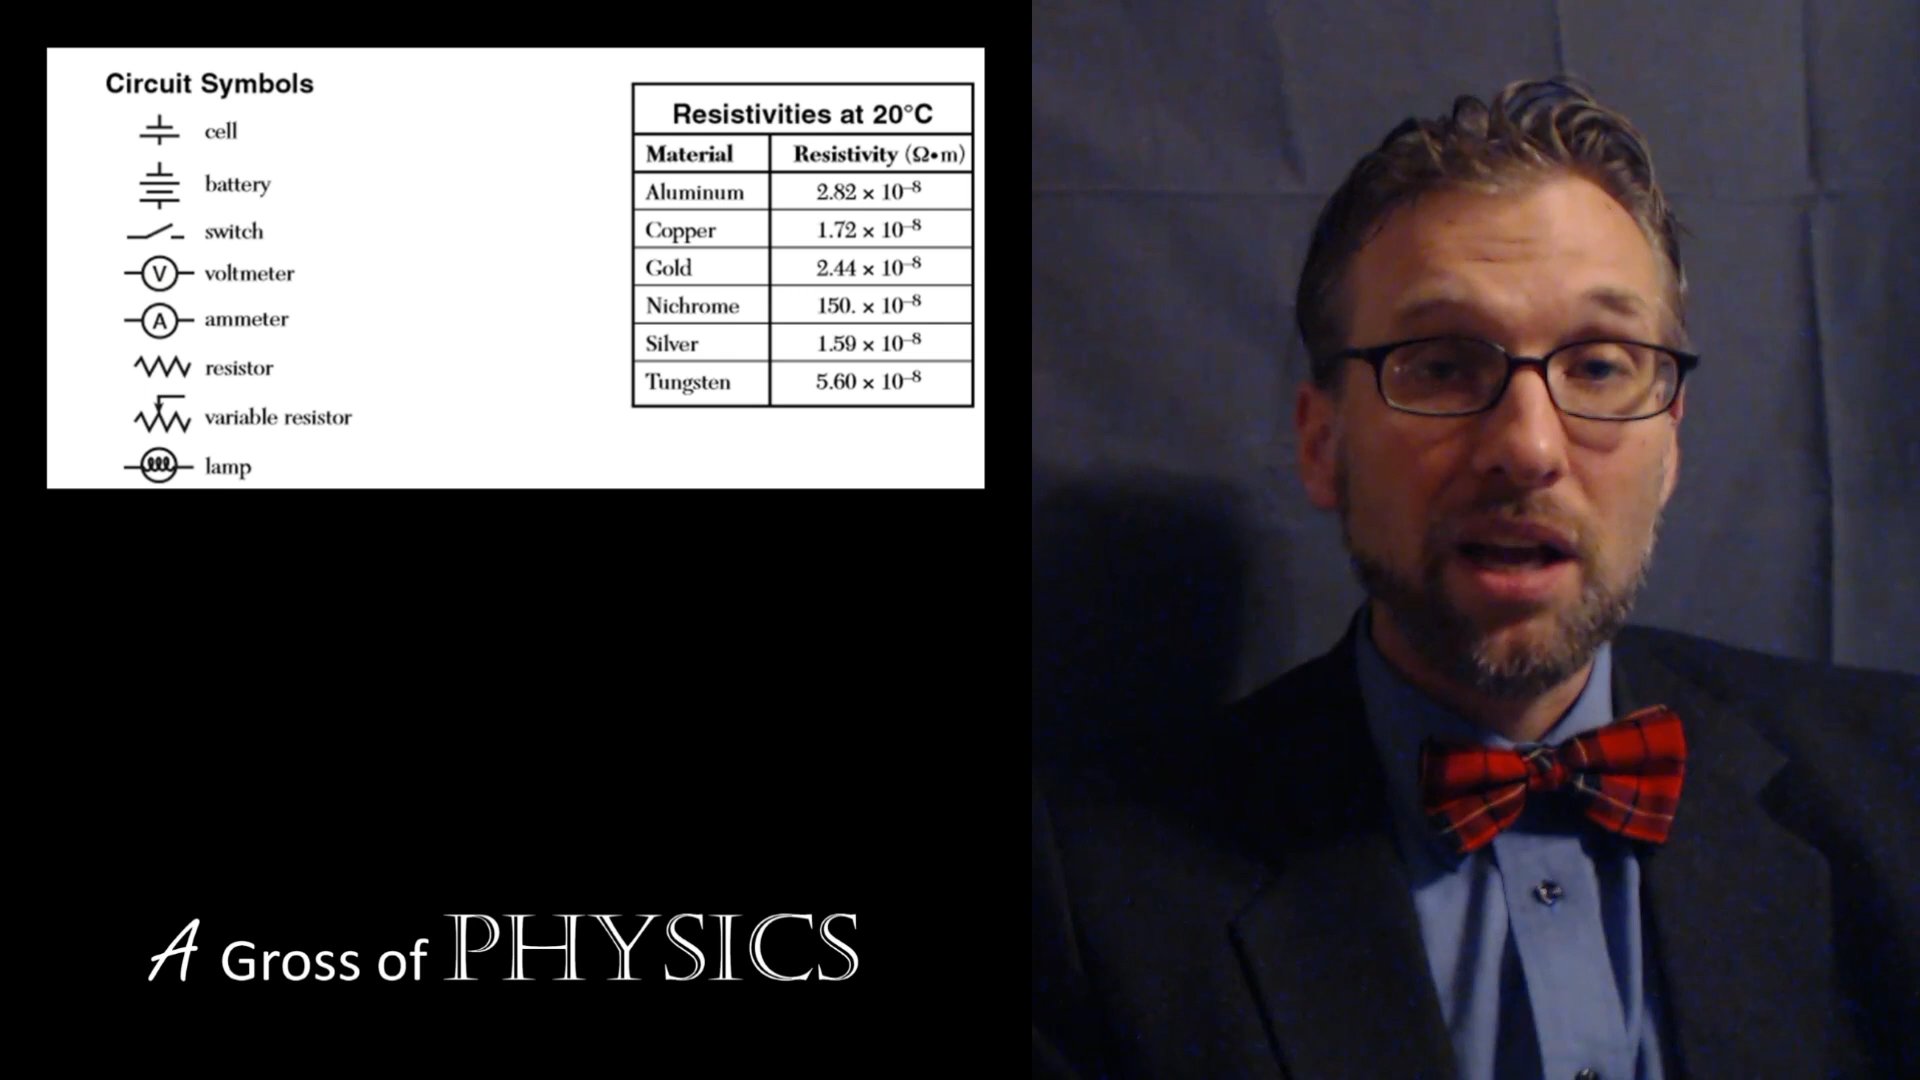 Circuit Symbols
cell
battery
switch
V voltmeter
A ammeter
resistor
variable resistor
lamp
Resistivities at 20°C
Material Resistivity (Ω•m)
Aluminum 2.82 × 10⁻⁸
Copper 1.72 × 10⁻⁸
Gold 2.44 × 10⁻⁸
Nichrome 150. × 10⁻⁸
Silver 1.59 × 10⁻⁸
Tungsten 5.60 × 10⁻⁸
A Gross of PHYSICS